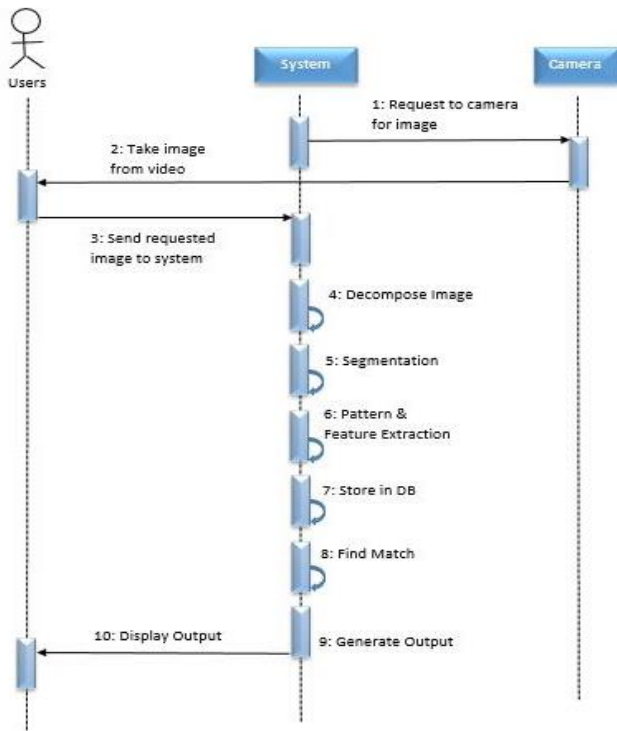 Users
System
Camera
1: Request to camera
for image
2: Take image
from video
3: Send requested
image to system
4: Decompose Image
5: Segmentation
6: Pattern &
Feature Extraction
7: Store in DB
8: Find Match
10: Display Output
9: Generate Output